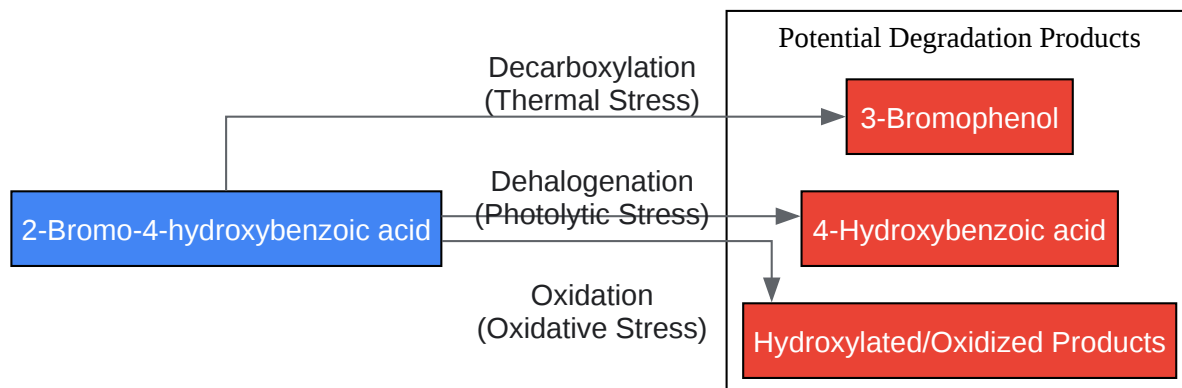 Potential Degradation Products
Decarboxylation
(Thermal Stress)
3-Bromophenol
2-Bromo-4-hydroxybenzoic acid
Dehalogenation
(Photolytic Stress)
4-Hydroxybenzoic acid
Oxidation
(Oxidative Stress)
Hydroxylated/Oxidized Products